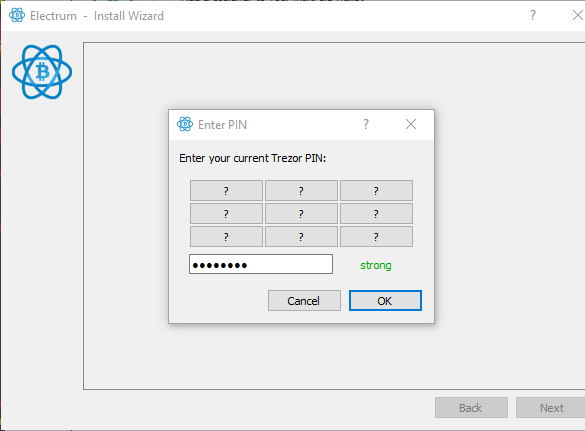 Electrum - Install Wizard
?
Enter PIN
?
Enter your current Trezor PIN:
? ? ?
? ? ?
? ? ?
●●●●●●●●
strong
Cancel
OK
Back
Next